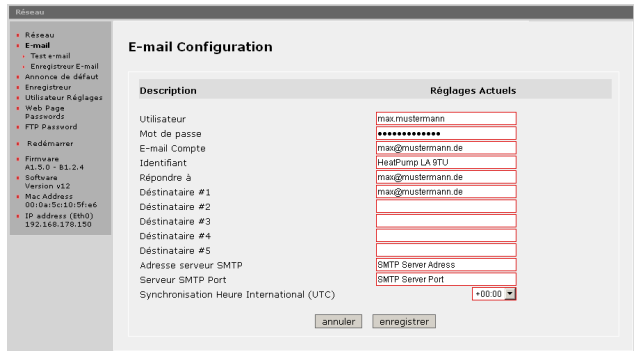 Réseau
Réseau
E-mail
Test e-mail
Enregistreur E-mail
Annonce de défaut
Enregistreur
Utilisateur Réglages
Web Page
Passwords
FTP Password
Redémarrer
Firmware
A1.5.0 - B1.2.4
Software
Version v12
Mac Address
00:0a:5c:10:5f:e6
IP address (Eth0)
192.168.178.150
E-mail Configuration
Description Réglages Actuels
Utilisateur max.mustermann
Mot de passe •••••••••••••
E-mail Compte max@mustermann.de
Identifiant HeatPump LA 9TU
Répondre à max@mustermann.de
Déstinataire #1 max@mustermann.de
Déstinataire #2
Déstinataire #3
Déstinataire #4
Déstinataire #5
Adresse serveur SMTP SMTP Server Adress
Serveur SMTP Port SMTP Server Port
Synchronisation Heure International (UTC) +00:00
annuler enregistrer